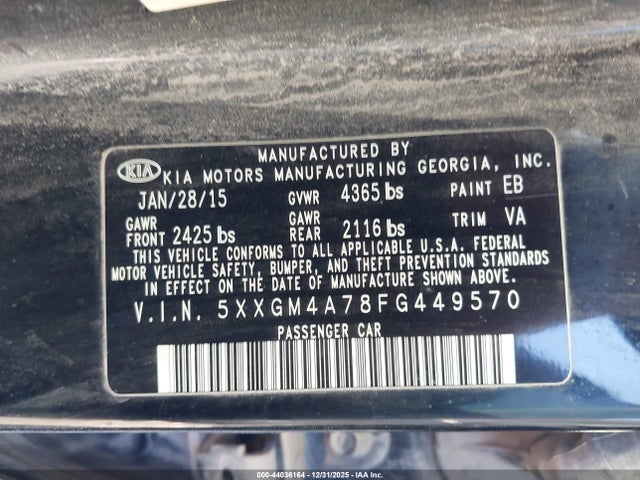 MANUFACTURED BY
KIA KIA MOTORS MANUFACTURING GEORGIA, INC.
JAN/28/15 GVWR 4365 lbs PAINT EB
GAWR FRONT 2425 lbs GAWR REAR 2116 lbs TRIM VA
THIS VEHICLE CONFORMS TO ALL APPLICABLE U.S.A. FEDERAL
MOTOR VEHICLE SAFETY, BUMPER, AND THEFT PREVENTION STANDARDS
IN EFFECT ON THE DATE OF MANUFACTURE SHOWN ABOVE.
V.I.N. 5XXGM4A78FG449570
PASSENGER CAR
000-44036164 - 12/31/2025 - IAA Inc.